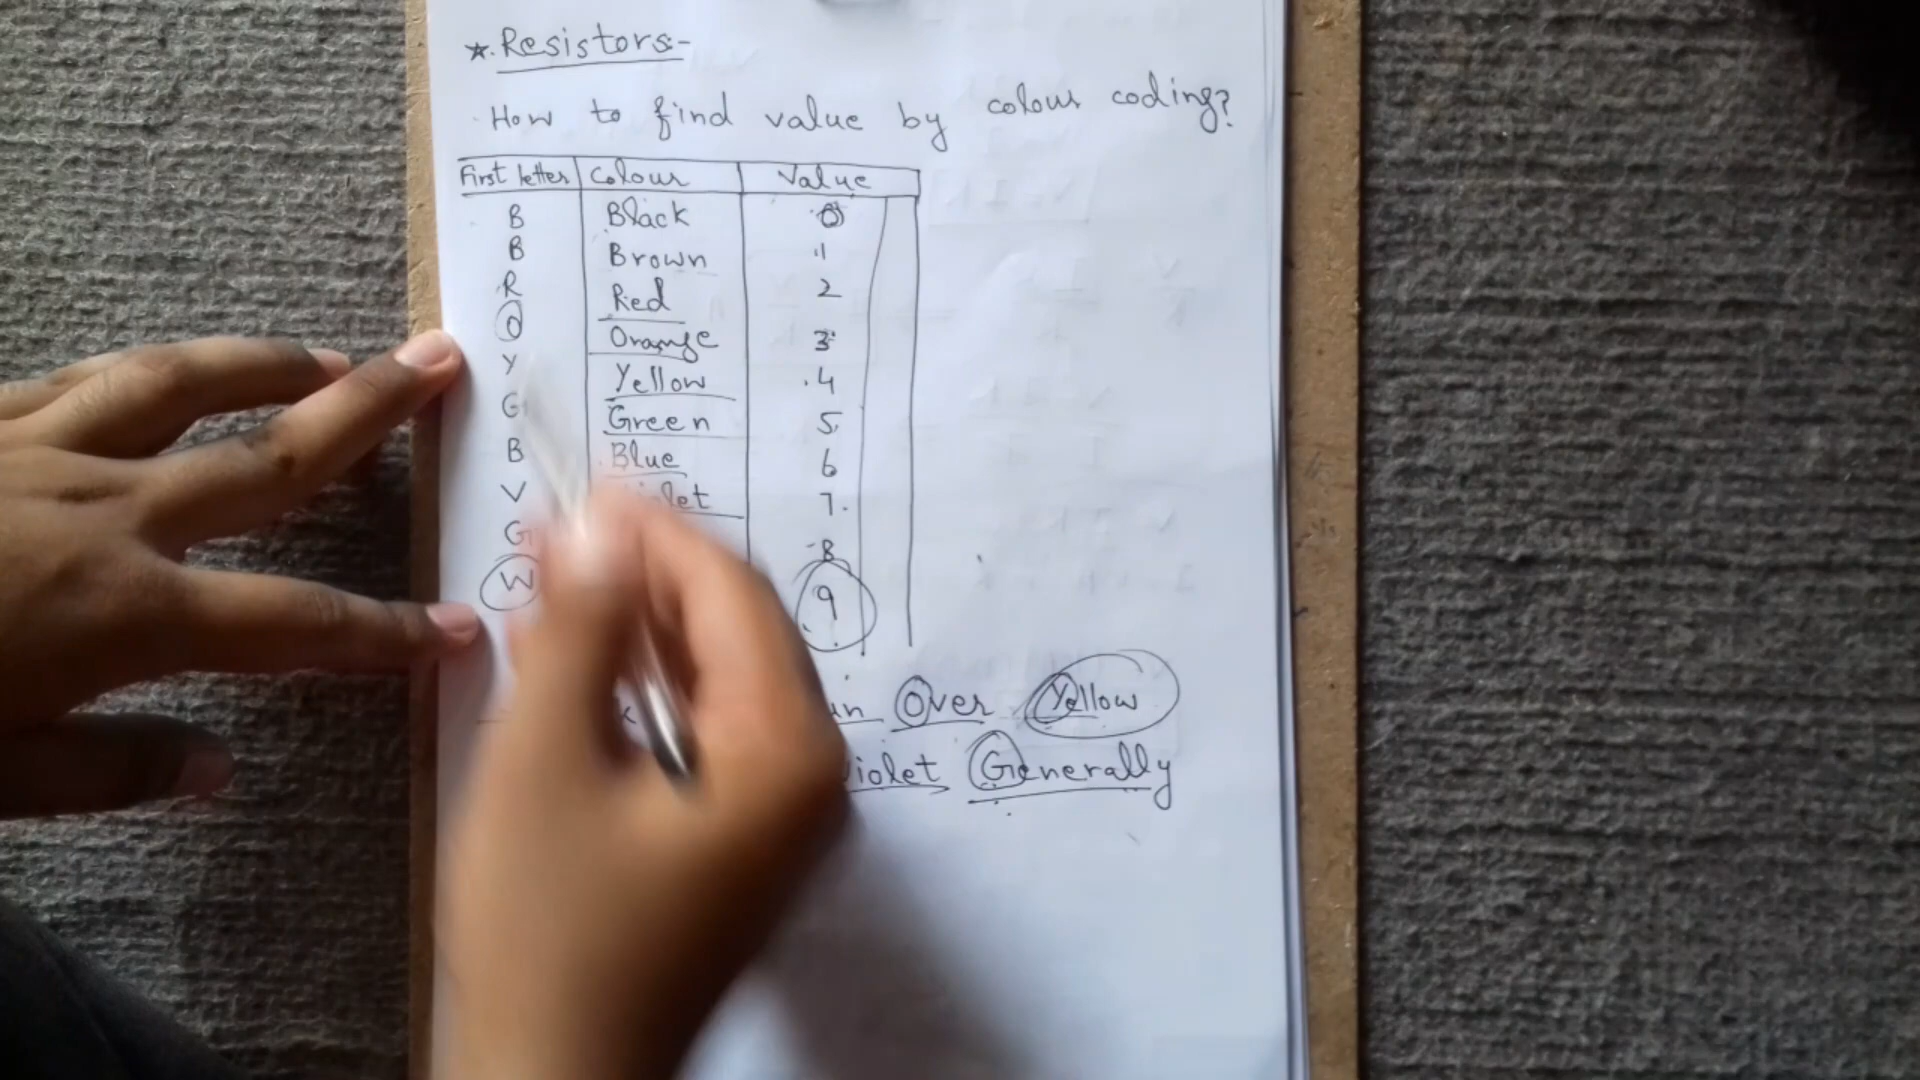 ★. Resistors:-
How to find value by colour coding?
First letter Colour Value
B Black 0
B Brown 1
R Red 2
O Orange 3
Y Yellow 4
G Green 5
B Blue 6
V 7
G 8
W 9
Over Yellow
violet Generally